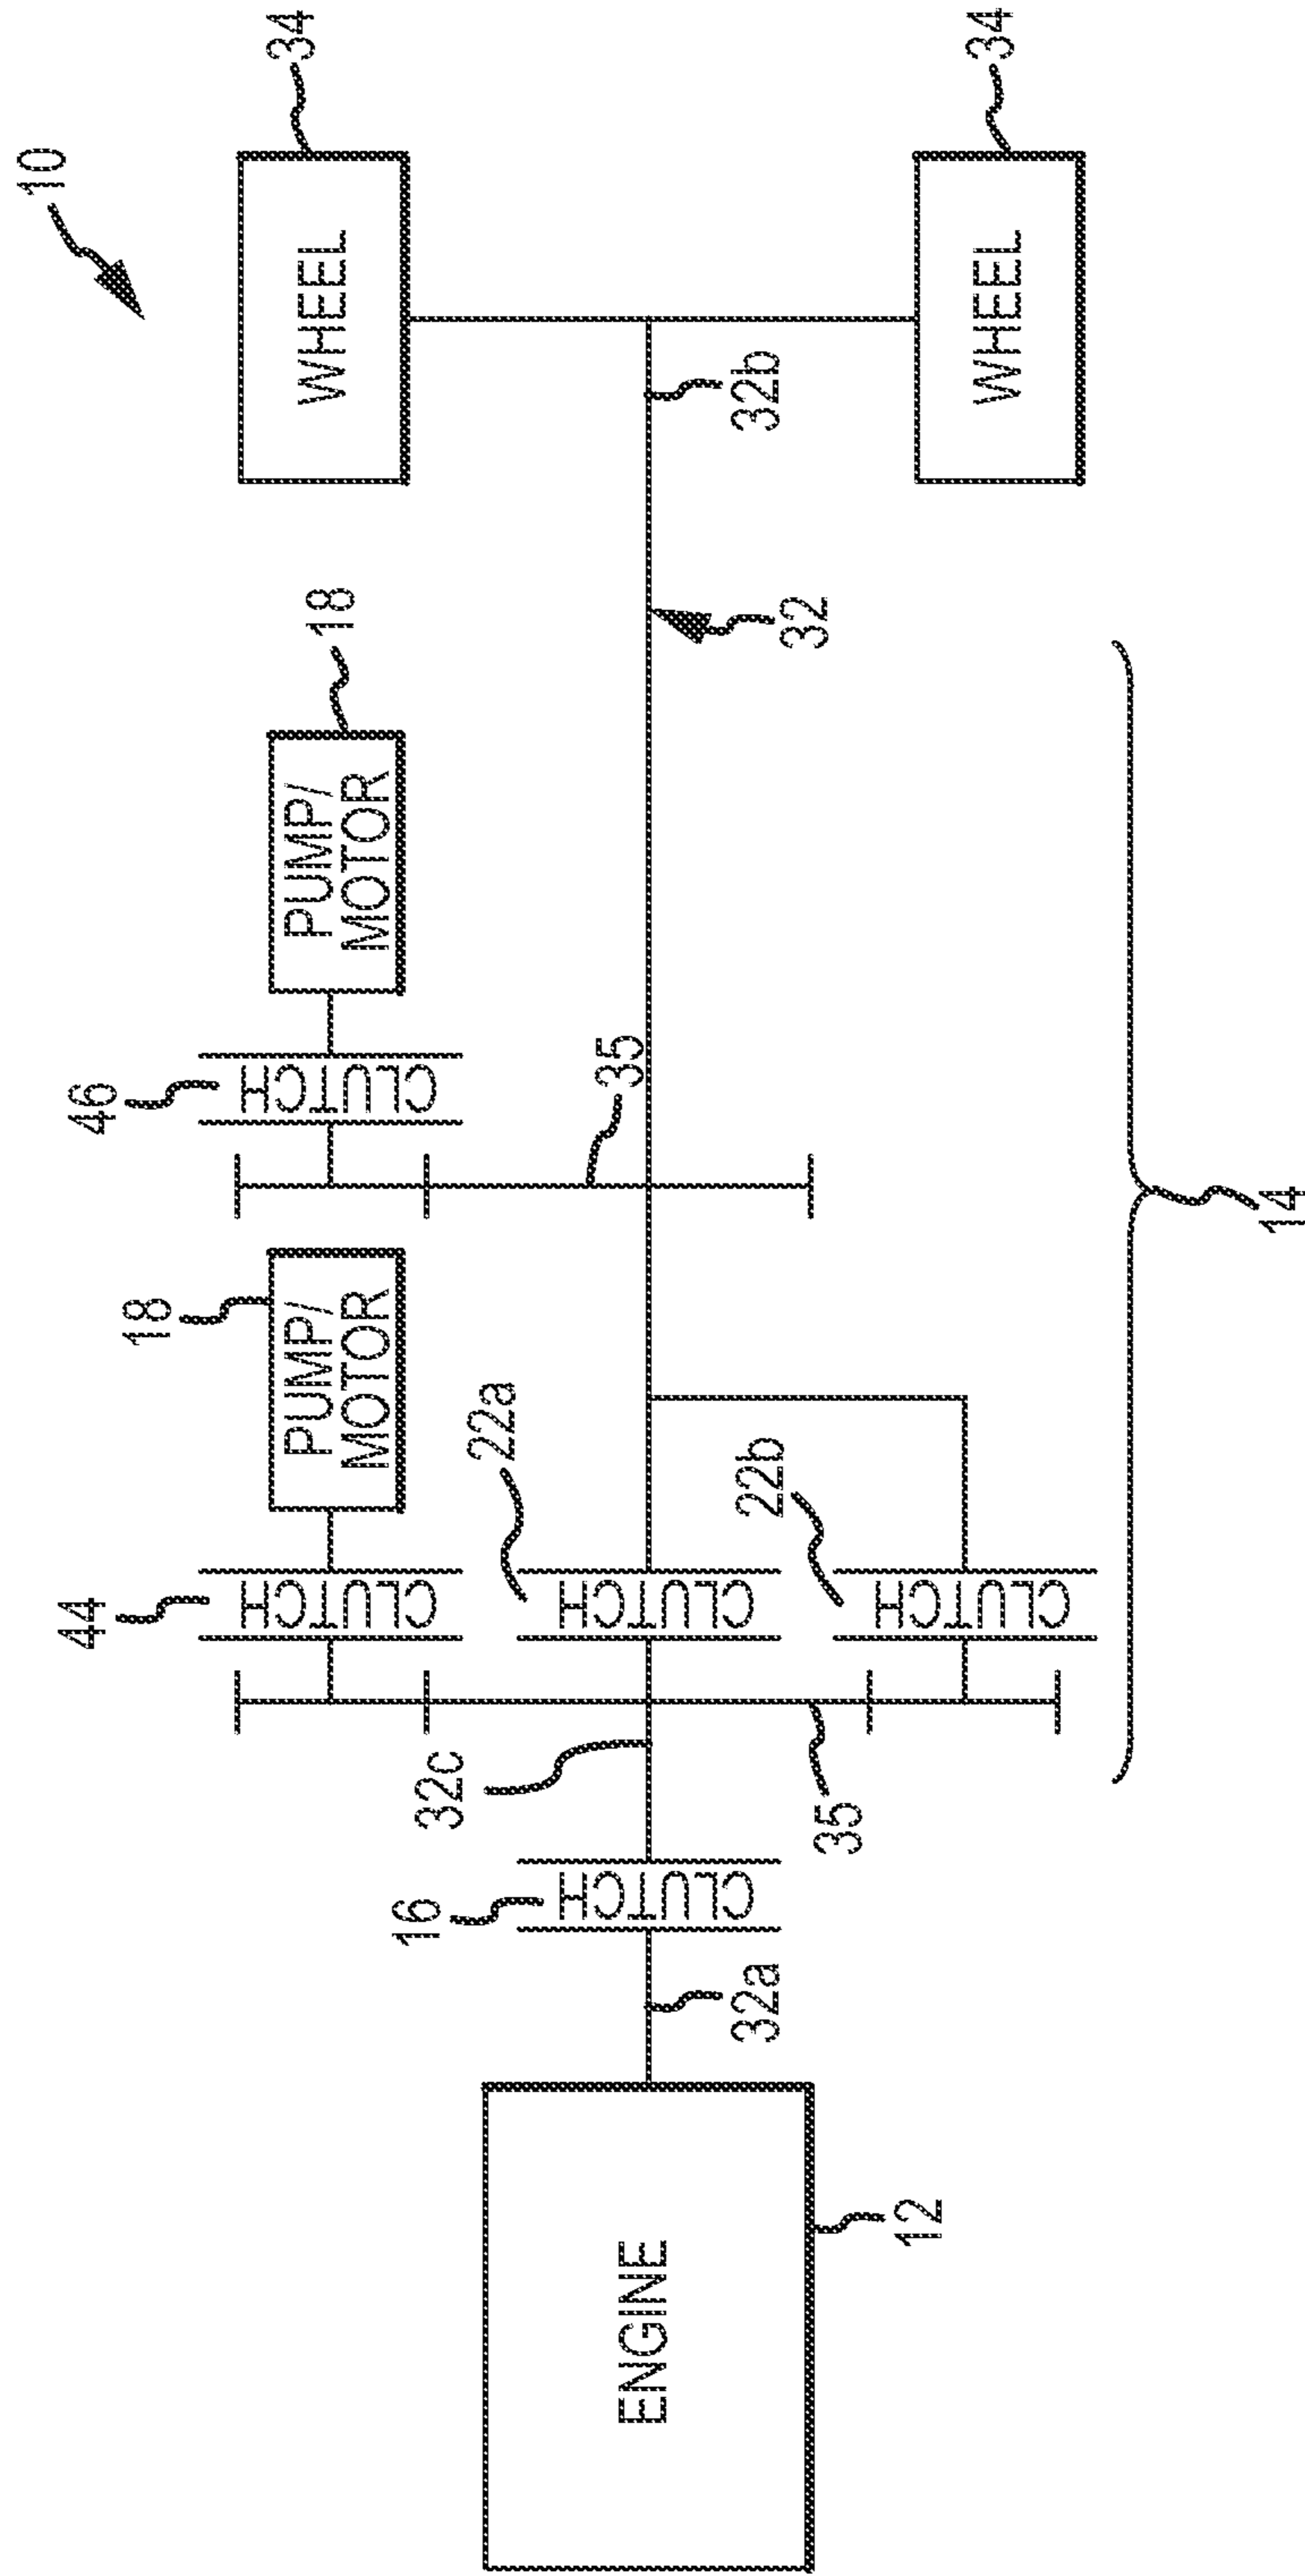 10
34
WHEEL
34
WHEEL
32b
32
18
PUMP/
MOTOR
46
CLUTCH
35
18
PUMP/
MOTOR
44
CLUTCH
22a
CLUTCH
22b
CLUTCH
14
32c
35
16
CLUTCH
32a
ENGINE
12